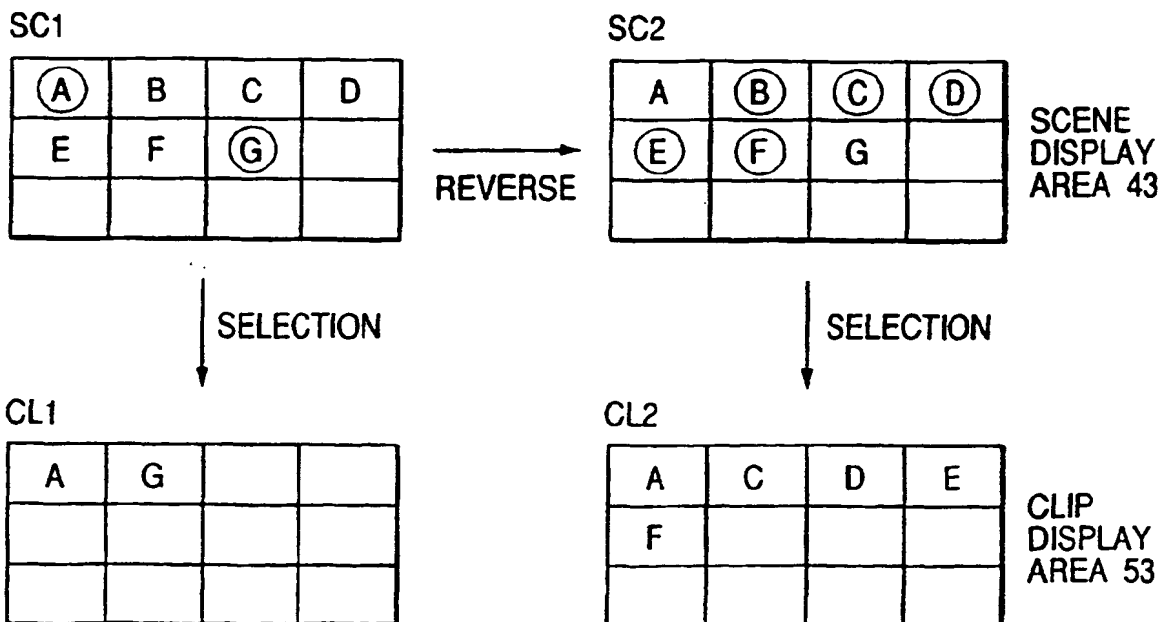 SC1
A B C D
E F G
REVERSE
SC2
A B C D
E F G
SCENE
DISPLAY
AREA 43
SELECTION
SELECTION
CL1
A G
CL2
A C D E
F
CLIP
DISPLAY
AREA 53